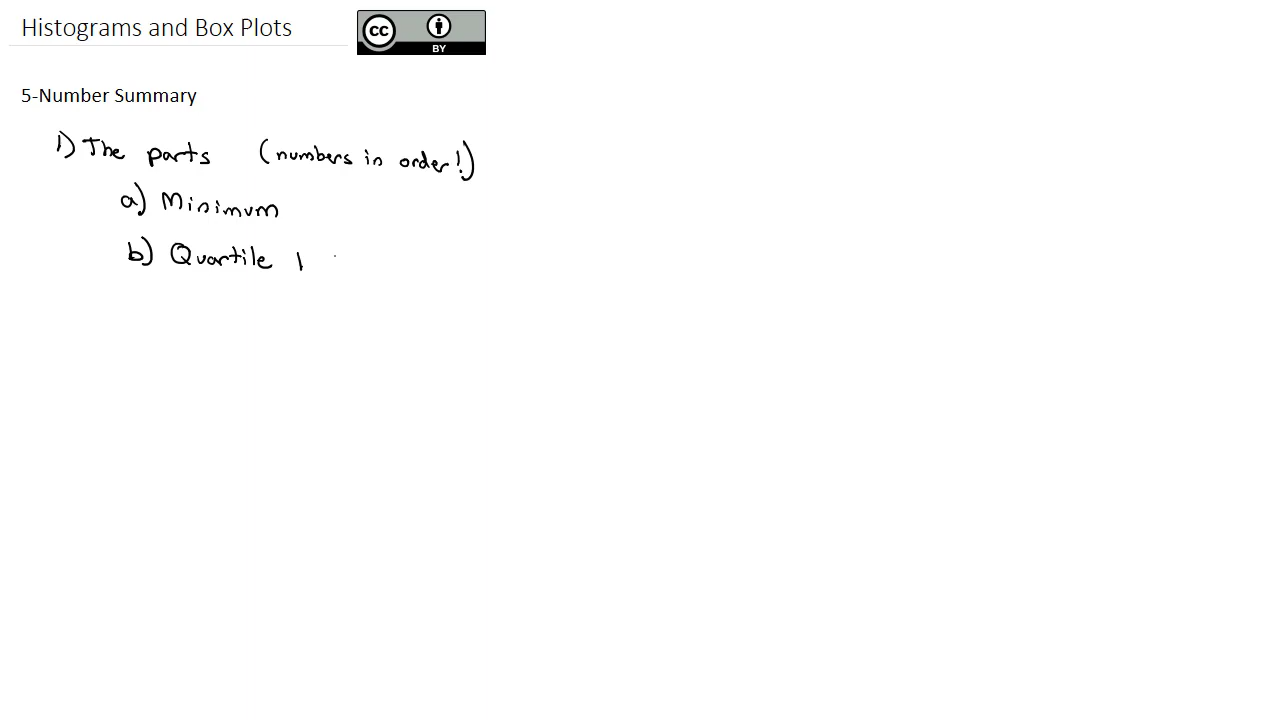 Histograms and Box Plots
CC BY
5-Number Summary
1) The parts (numbers in order!)
a) Minimum
b) Quartile 1